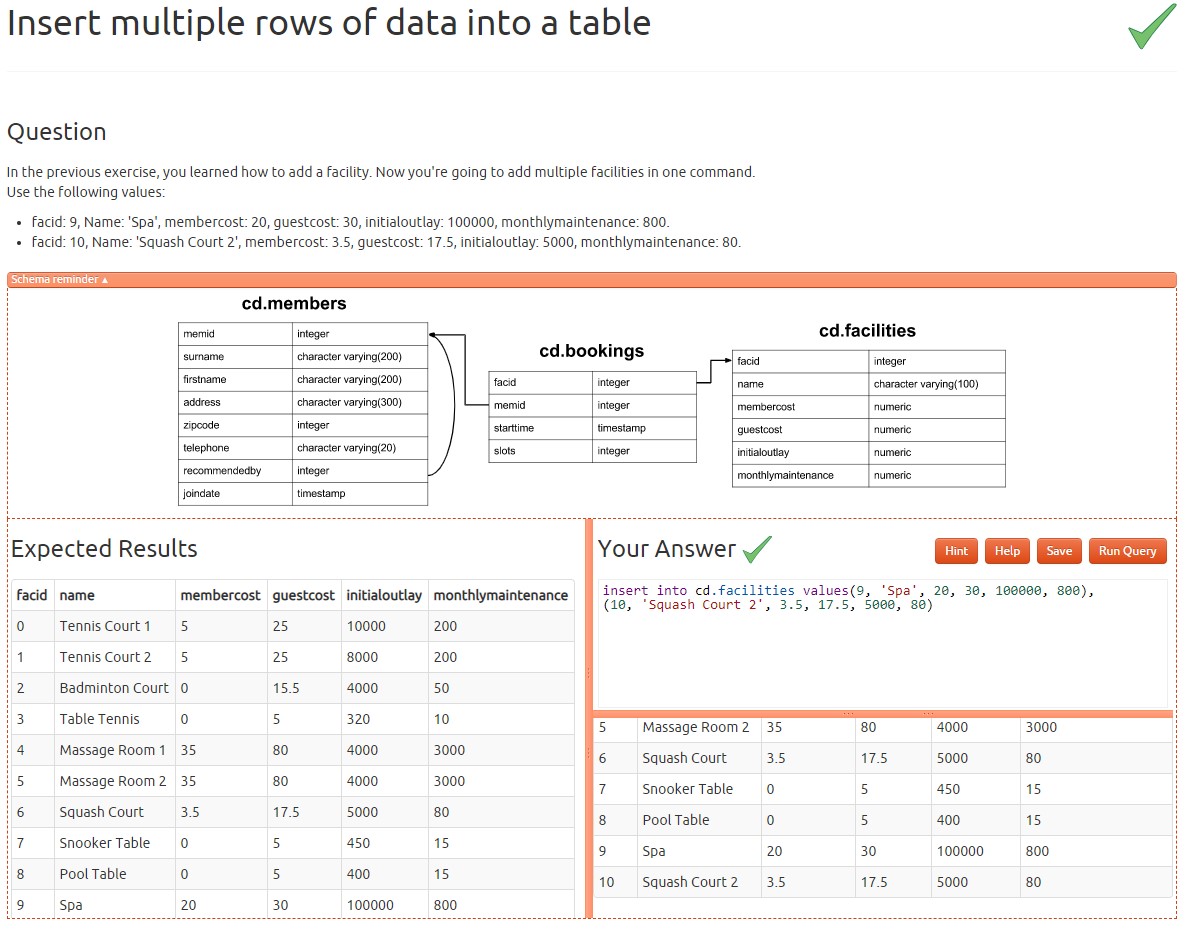 Insert multiple rows of data into a table
Question
In the previous exercise, you learned how to add a facility. Now you're going to add multiple facilities in one command.
Use the following values:
• facid: 9, Name: 'Spa', membercost: 20, guestcost: 30, initialoutlay: 100000, monthlymaintenance: 800.
• facid: 10, Name: 'Squash Court 2', membercost: 3.5, guestcost: 17.5, initialoutlay: 5000, monthlymaintenance: 80.
Schema reminder ▲
cd.members
memid integer
surname character varying(200)
firstname character varying(200)
address character varying(300)
zipcode integer
telephone character varying(20)
recommendedby integer
joindate timestamp
cd.bookings
facid integer
memid integer
starttime timestamp
slots integer
cd.facilities
facid integer
name character varying(100)
membercost numeric
guestcost numeric
initialoutlay numeric
monthlymaintenance numeric
Expected Results
facid name membercost guestcost initialoutlay monthlymaintenance
0 Tennis Court 1 5 25 10000 200
1 Tennis Court 2 5 25 8000 200
2 Badminton Court 0 15.5 4000 50
3 Table Tennis 0 5 320 10
4 Massage Room 1 35 80 4000 3000
5 Massage Room 2 35 80 4000 3000
6 Squash Court 3.5 17.5 5000 80
7 Snooker Table 0 5 450 15
8 Pool Table 0 5 400 15
9 Spa 20 30 100000 800
Your Answer
Hint Help Save Run Query
insert into cd.facilities values(9, 'Spa', 20, 30, 100000, 800),
(10, 'Squash Court 2', 3.5, 17.5, 5000, 80)
5 Massage Room 2 35 80 4000 3000
6 Squash Court 3.5 17.5 5000 80
7 Snooker Table 0 5 450 15
8 Pool Table 0 5 400 15
9 Spa 20 30 100000 800
10 Squash Court 2 3.5 17.5 5000 80